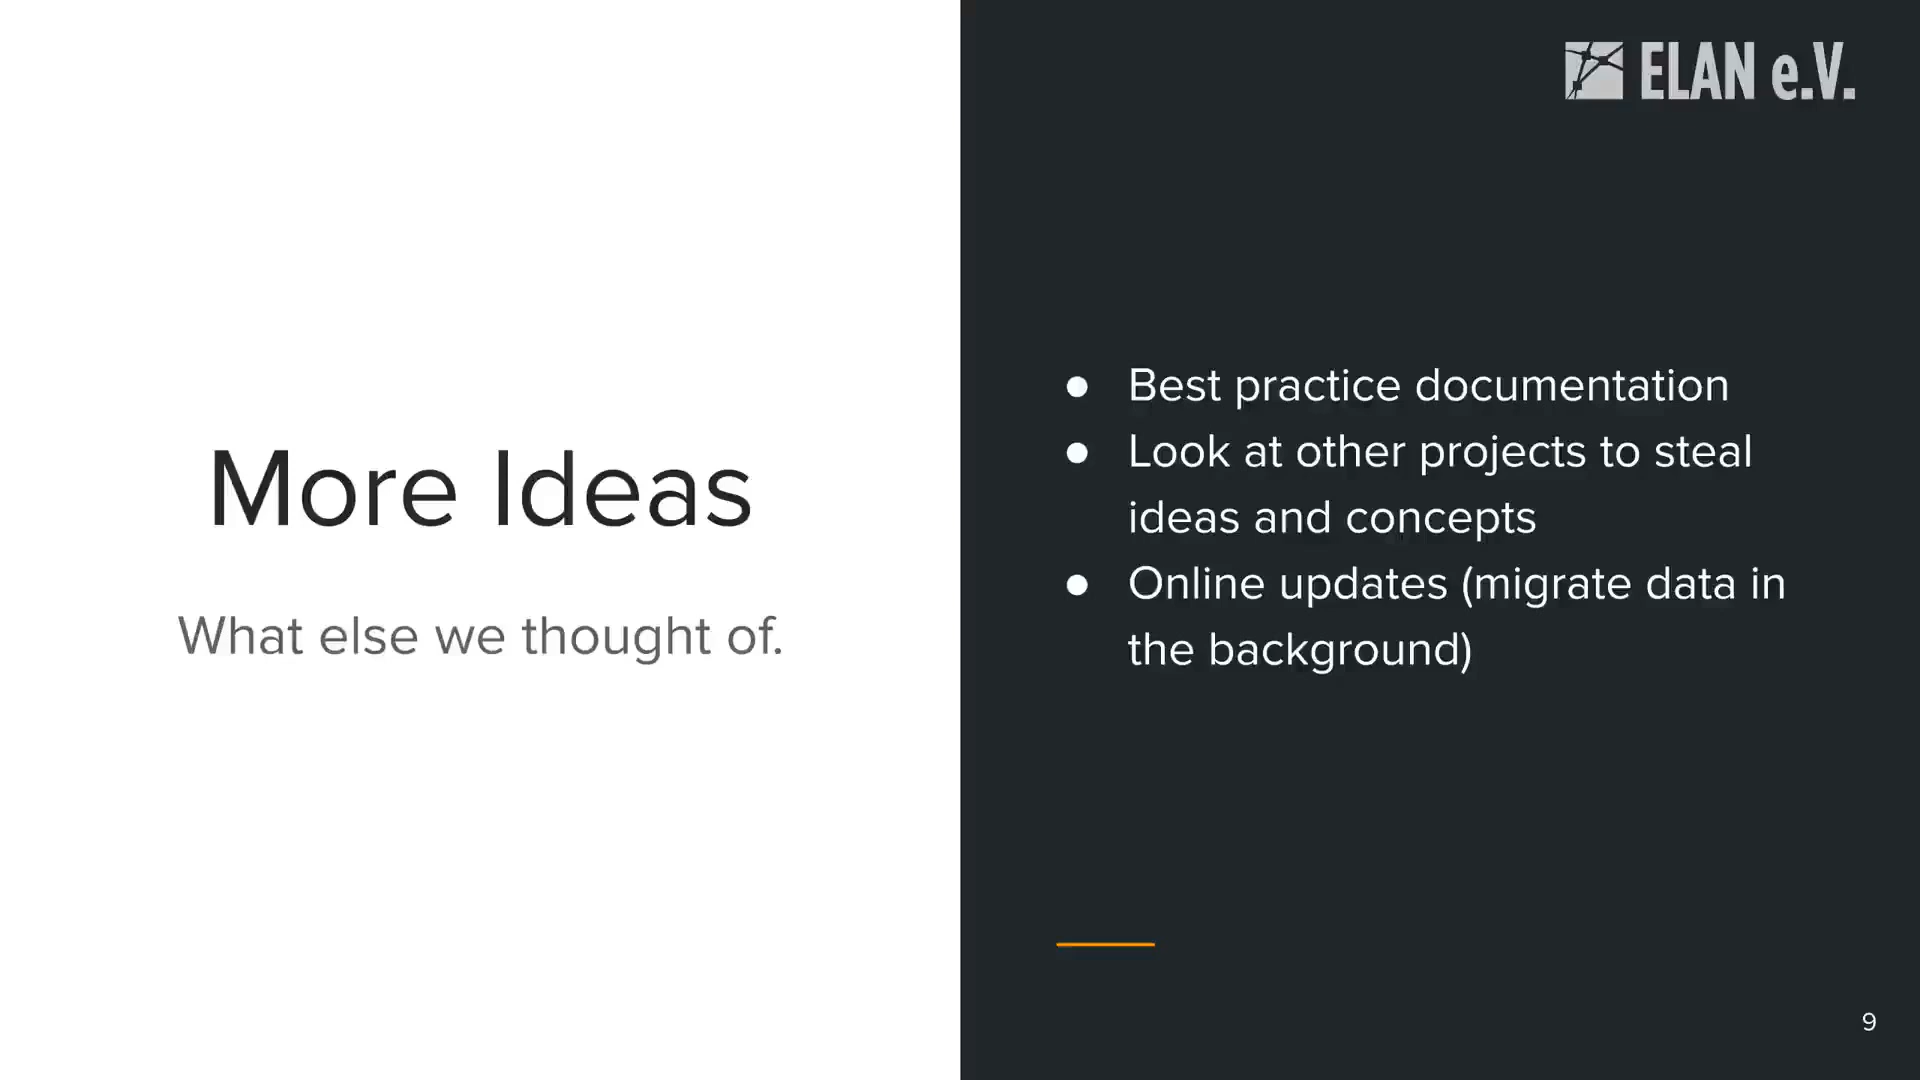 More Ideas
What else we thought of.
ELAN e.V.
● Best practice documentation
● Look at other projects to steal
ideas and concepts
● Online updates (migrate data in
the background)
9